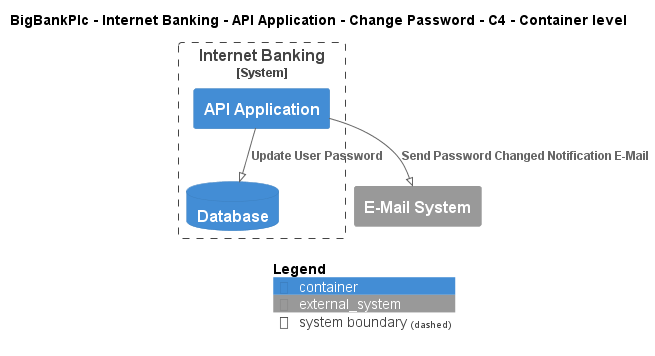 BigBankPlc - Internet Banking - API Application - Change Password - C4 - Container level
Internet Banking
[System]
API Application
Update User Password
Send Password Changed Notification E-Mail
Database
E-Mail System
Legend
container
external_system
system boundary (dashed)